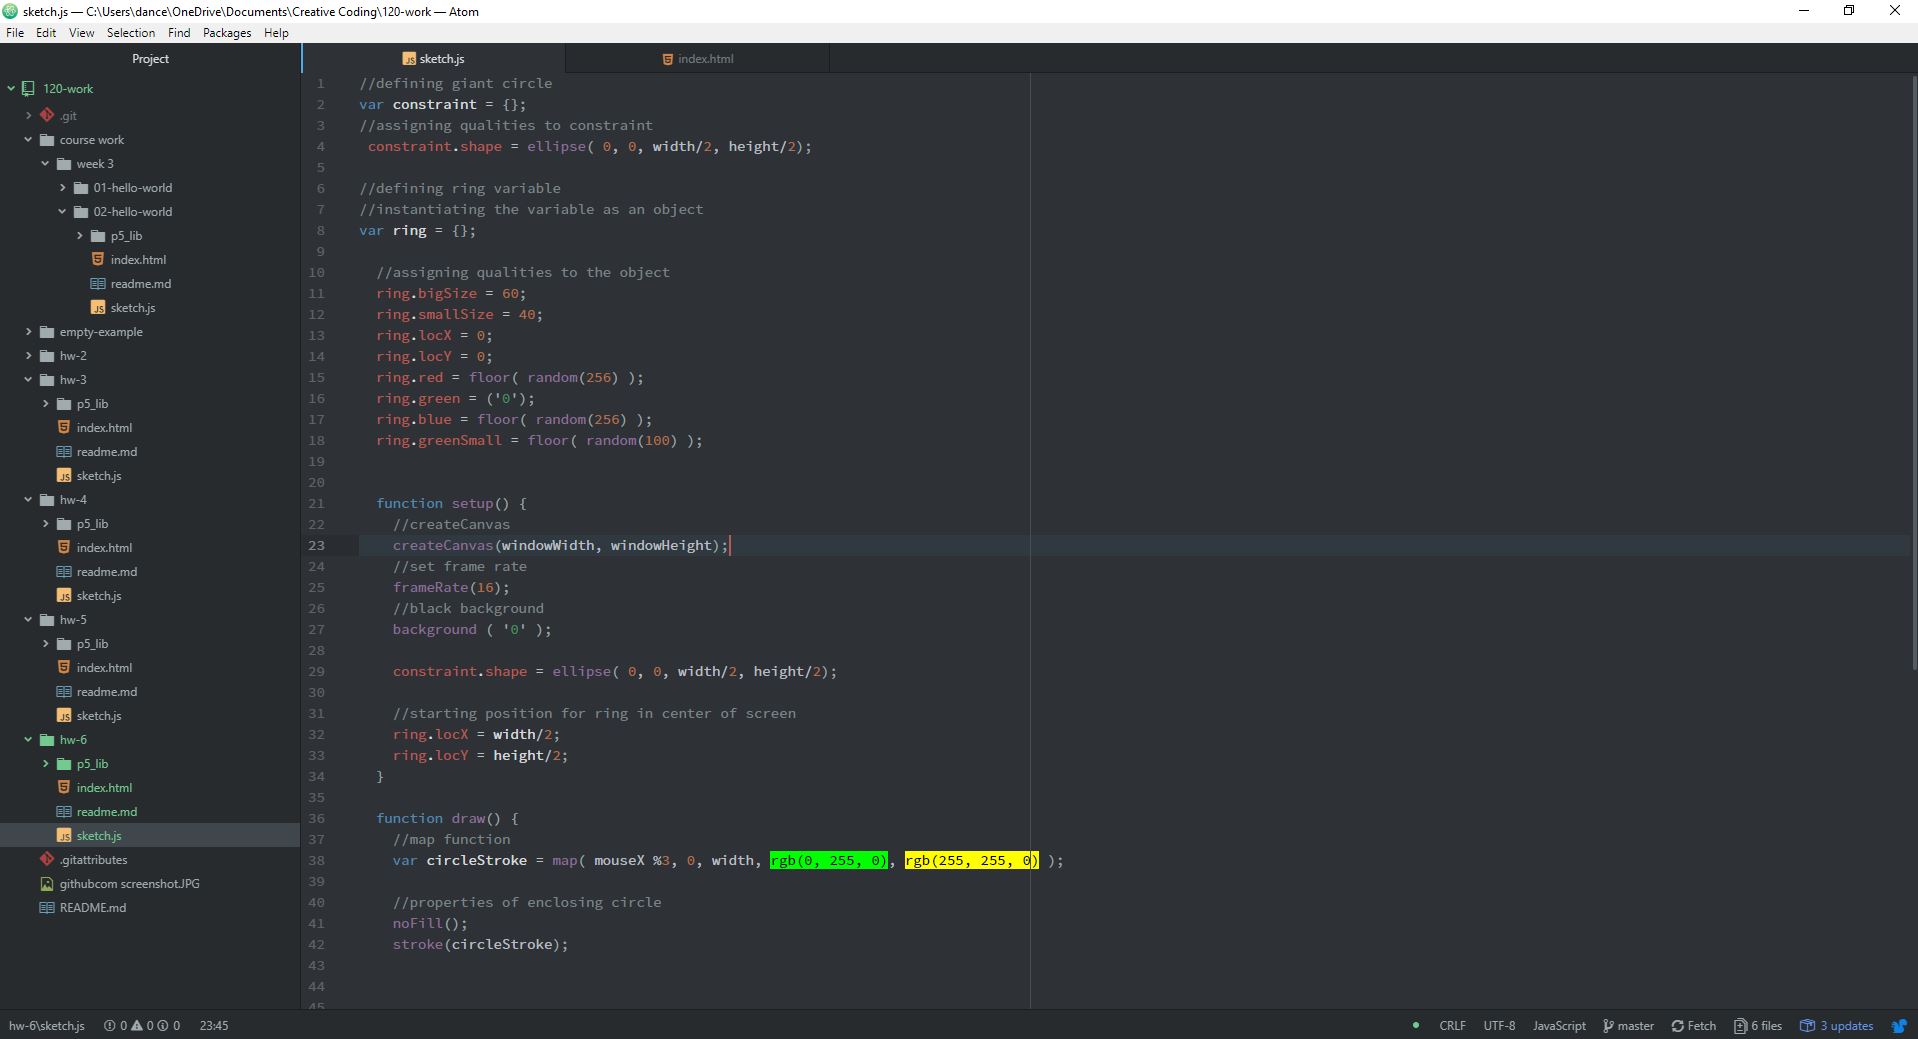 sketch.js — C:\Users\dance\OneDrive\Documents\Creative Coding\120-work — Atom
File Edit View Selection Find Packages Help
Project
120-work
.git
course work
week 3
01-hello-world
02-hello-world
p5_lib
index.html
readme.md
sketch.js
empty-example
hw-2
hw-3
p5_lib
index.html
readme.md
sketch.js
hw-4
p5_lib
index.html
readme.md
sketch.js
hw-5
p5_lib
index.html
readme.md
sketch.js
hw-6
p5_lib
index.html
readme.md
sketch.js
.gitattributes
githubcom screenshot.JPG
README.md
sketch.js index.html
1 //defining giant circle
2 var constraint = {};
3 //assigning qualities to constraint
4 constraint.shape = ellipse( 0, 0, width/2, height/2);
5
6 //defining ring variable
7 //instantiating the variable as an object
8 var ring = {};
9
10 //assigning qualities to the object
11 ring.bigSize = 60;
12 ring.smallSize = 40;
13 ring.locX = 0;
14 ring.locY = 0;
15 ring.red = floor( random(256) );
16 ring.green = ('0');
17 ring.blue = floor( random(256) );
18 ring.greenSmall = floor( random(100) );
19
20
21 function setup() {
22 //createCanvas
23 createCanvas(windowWidth, windowHeight);
24 //set frame rate
25 frameRate(16);
26 //black background
27 background ( '0' );
28
29 constraint.shape = ellipse( 0, 0, width/2, height/2);
30
31 //starting position for ring in center of screen
32 ring.locX = width/2;
33 ring.locY = height/2;
34 }
35
36 function draw() {
37 //map function
38 var circleStroke = map( mouseX %3, 0, width, rgb(0, 255, 0), rgb(255, 255, 0) );
39
40 //properties of enclosing circle
41 noFill();
42 stroke(circleStroke);
43
44
45
hw-6\sketch.js 0 0 0 23:45 CRLF UTF-8 JavaScript master Fetch 6 files 3 updates